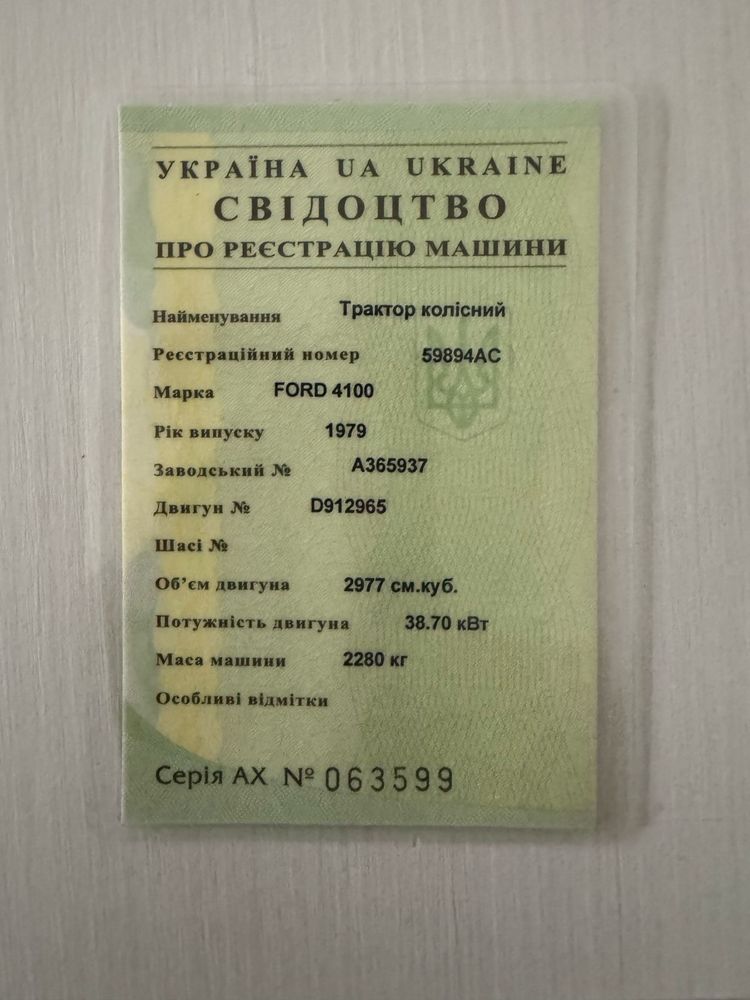 УКРАЇНА UA UKRAINE
СВІДОЦТВО
ПРО РЕЄСТРАЦІЮ МАШИНИ
Найменування Трактор колісний
Реєстраційний номер 59894АС
Марка FORD 4100
Рік випуску 1979
Заводський № A365937
Двигун № D912965
Шасі №
Об’єм двигуна 2977 см.куб.
Потужність двигуна 38.70 кВт
Маса машини 2280 кг
Особливі відмітки
Серія АХ № 063599